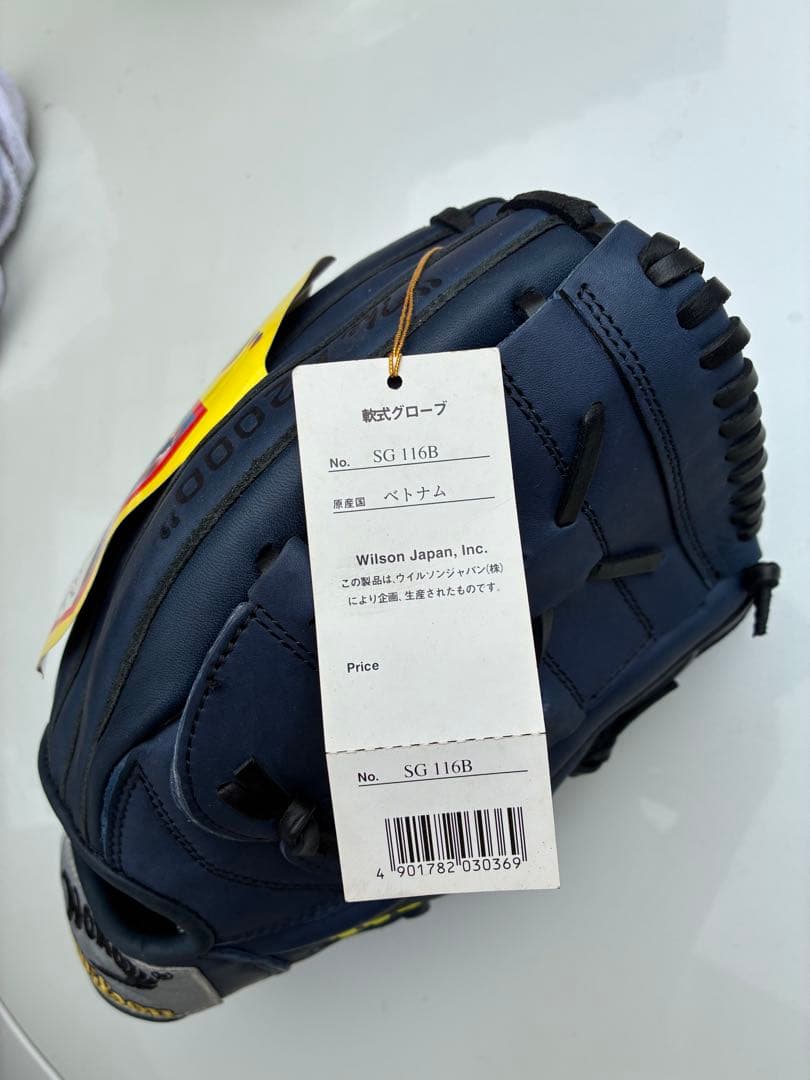 軟式グローブ
No. SG 116B
原産国 ベトナム
Wilson Japan, Inc.
この製品は、ウイルソンジャパン(株)
により企画、生産されたものです。
Price
No. SG 116B
4 901782 030369
2000"
Wilson